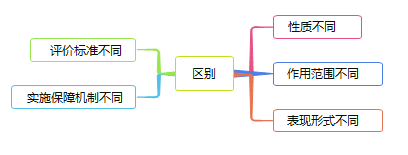 评价标准不同
实施保障机制不同
区别
性质不同
作用范围不同
表现形式不同